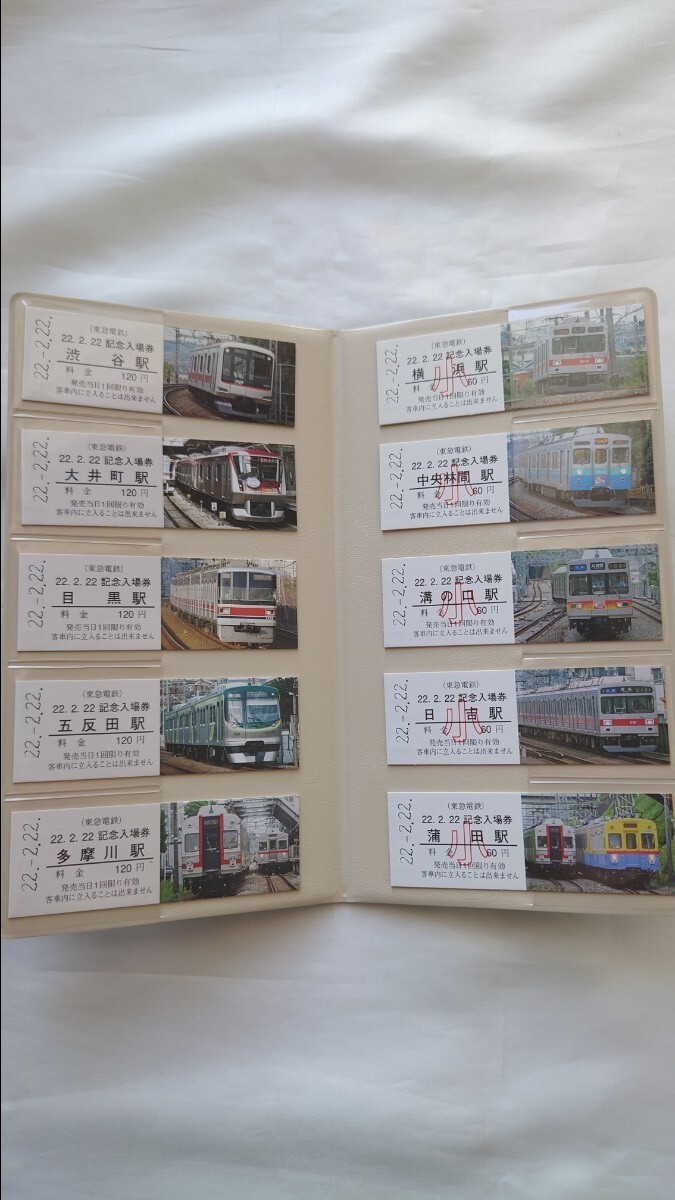 22.-2.22.
(東急電鉄)
22. 2. 22 記念入場券
渋谷駅
料金 120円
発売当日1回限り有効
客車内に立入ることは出来ません
22.-2.22.
(東急電鉄)
22. 2. 22 記念入場券
大井町駅
料金 120円
発売当日1回限り有効
客車内に立入ることは出来ません
22.-2.22.
(東急電鉄)
22. 2. 22 記念入場券
目黒駅
料金 120円
発売当日1回限り有効
客車内に立入ることは出来ません
22.-2.22.
(東急電鉄)
22. 2. 22 記念入場券
五反田駅
料金 120円
発売当日1回限り有効
客車内に立入ることは出来ません
22.-2.22.
(東急電鉄)
22. 2. 22 記念入場券
多摩川駅
料金 120円
発売当日1回限り有効
客車内に立入ることは出来ません
22.-2.22.
(東急電鉄)
22. 2. 22 記念入場券
横浜駅
小
料金 60円
発売当日1回限り有効
客車内に立入ることは出来ません
22.-2.22.
(東急電鉄)
22. 2. 22 記念入場券
中央林間駅
小
料金 60円
発売当日1回限り有効
客車内に立入ることは出来ません
22.-2.22.
(東急電鉄)
22. 2. 22 記念入場券
溝の口駅
小
料金 60円
発売当日1回限り有効
客車内に立入ることは出来ません
22.-2.22.
(東急電鉄)
22. 2. 22 記念入場券
日吉駅
小
料金 60円
発売当日1回限り有効
客車内に立入ることは出来ません
22.-2.22.
(東急電鉄)
22. 2. 22 記念入場券
蒲田駅
小
料金 60円
発売当日1回限り有効
客車内に立入ることは出来ません